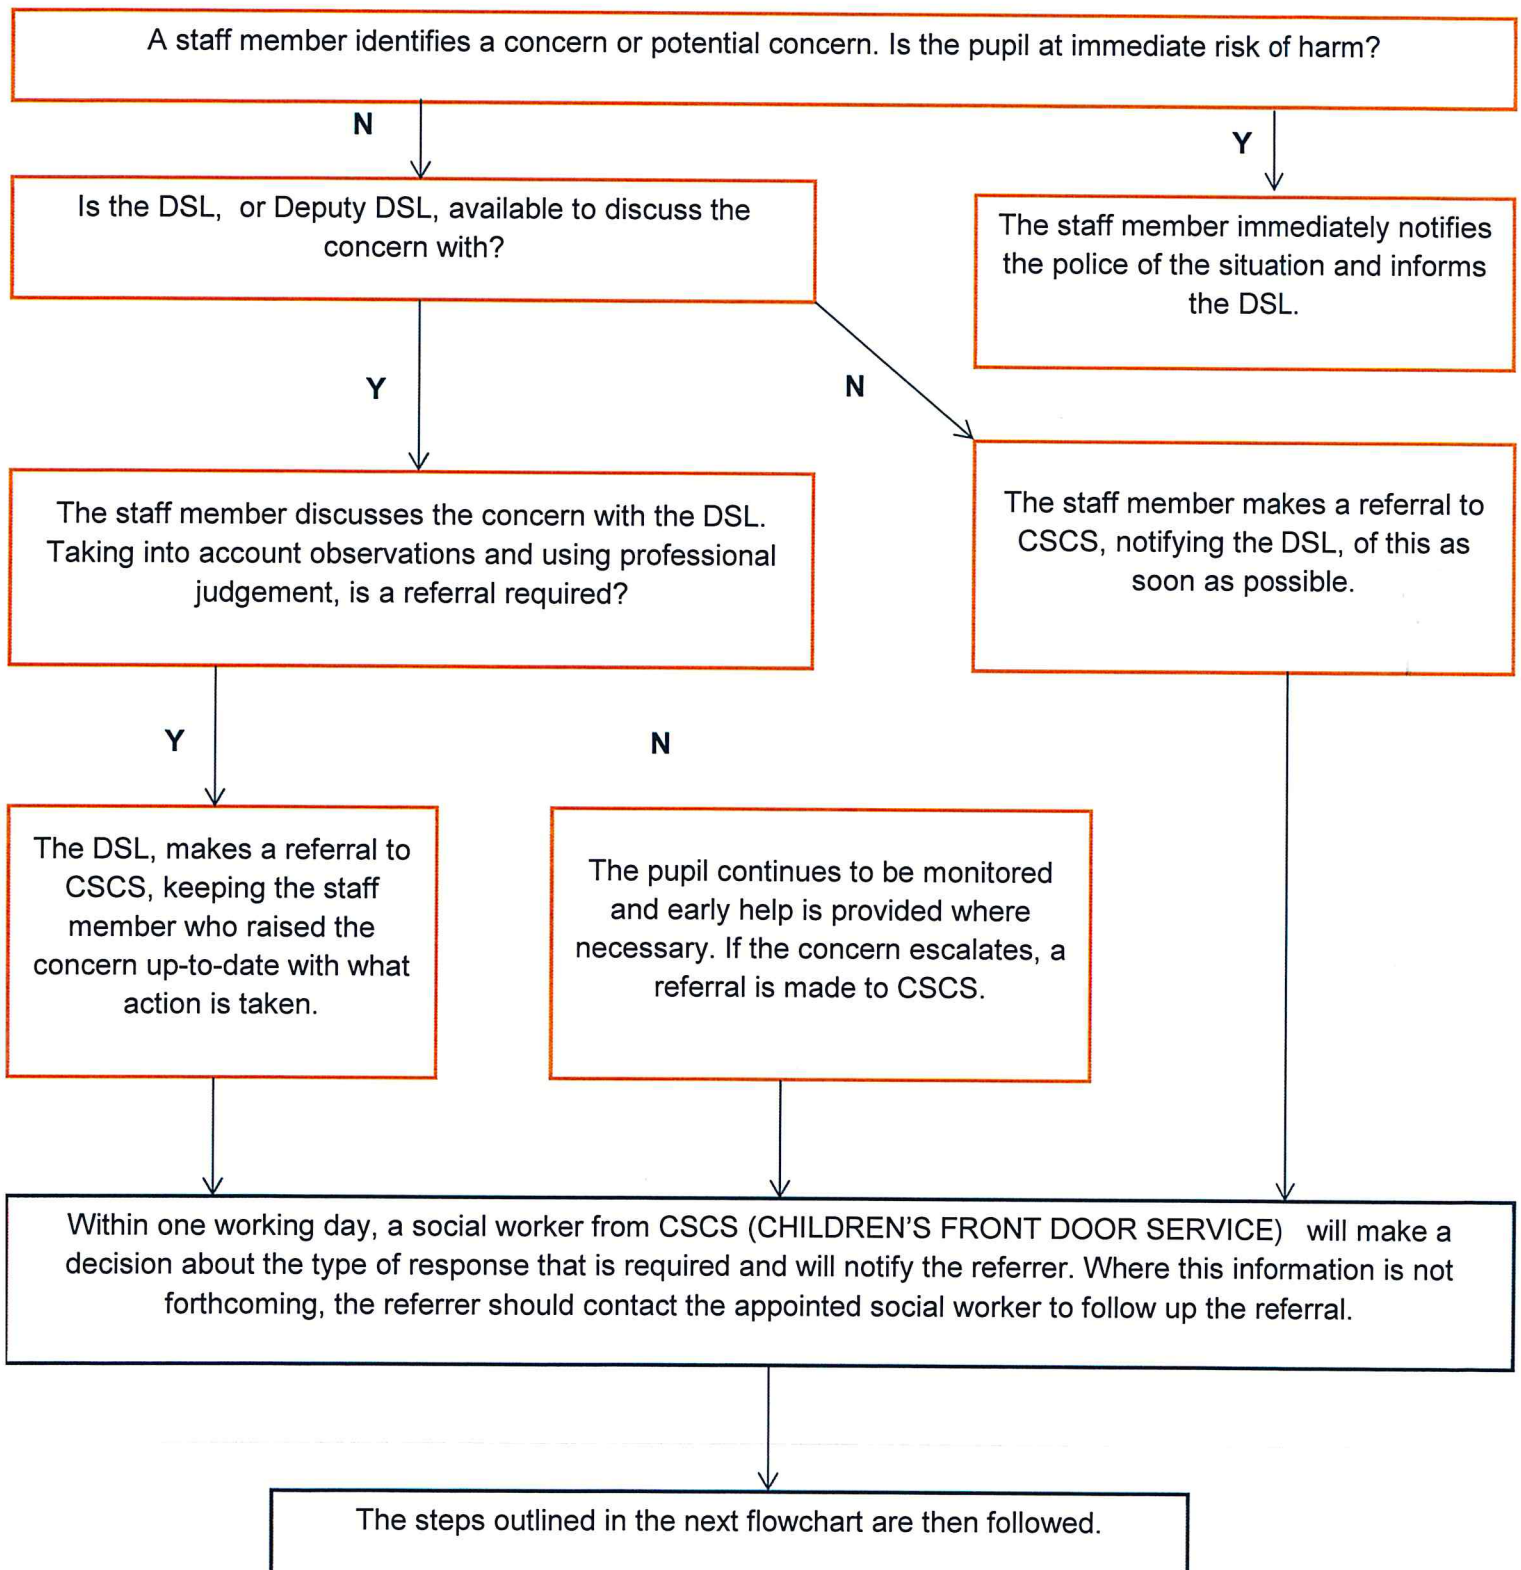 A staff member identifies a concern or potential concern. Is the pupil at immediate risk of harm?
N
Y
Is the DSL, or Deputy DSL, available to discuss the
concern with?
The staff member immediately notifies
the police of the situation and informs
the DSL.
Y
N
The staff member discusses the concern with the DSL.
Taking into account observations and using professional
judgement, is a referral required?
The staff member makes a referral to
CSCS, notifying the DSL, of this as
soon as possible.
Y
N
The DSL, makes a referral to
CSCS, keeping the staff
member who raised the
concern up-to-date with what
action is taken.
The pupil continues to be monitored
and early help is provided where
necessary. If the concern escalates, a
referral is made to CSCS.
Within one working day, a social worker from CSCS (CHILDREN'S FRONT DOOR SERVICE) will make a
decision about the type of response that is required and will notify the referrer. Where this information is not
forthcoming, the referrer should contact the appointed social worker to follow up the referral.
The steps outlined in the next flowchart are then followed.